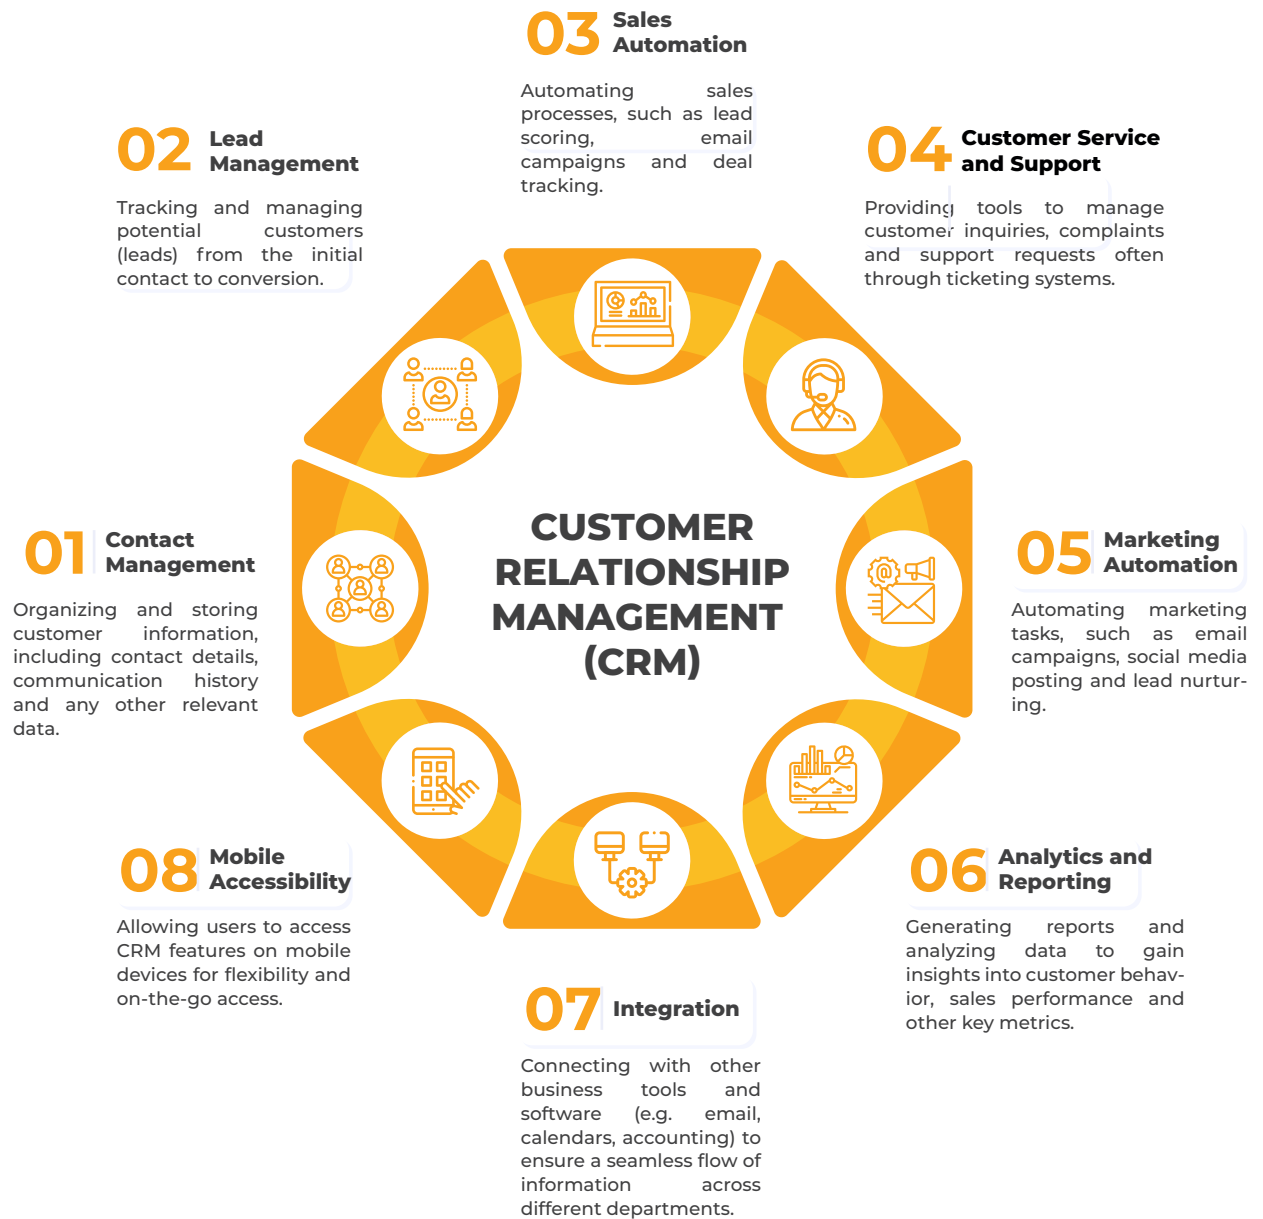 03 Sales
Automation
Automating sales
processes, such as lead
scoring, email
campaigns and deal
tracking.
02 Lead
Management
Tracking and managing
potential customers
(leads) from the initial
contact to conversion.
04 Customer Service
and Support
Providing tools to manage
customer inquiries, complaints
and support requests often
through ticketing systems.
01 Contact
Management
Organizing and storing
customer information,
including contact details,
communication history
and any other relevant
data.
CUSTOMER
RELATIONSHIP
MANAGEMENT
(CRM)
05 Marketing
Automation
Automating marketing
tasks, such as email
campaigns, social media
posting and lead nurtur-
ing.
08 Mobile
Accessibility
Allowing users to access
CRM features on mobile
devices for flexibility and
on-the-go access.
06 Analytics and
Reporting
Generating reports and
analyzing data to gain
insights into customer behav-
ior, sales performance and
other key metrics.
07 Integration
Connecting with other
business tools and
software (e.g. email,
calendars, accounting) to
ensure a seamless flow of
information across
different departments.